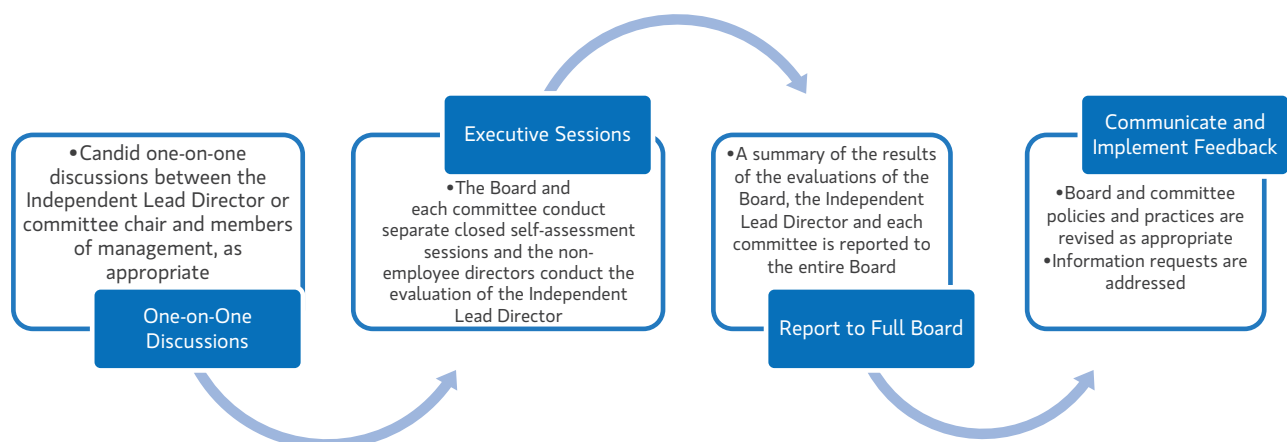 •Candid one-on-one
discussions between the
Independent Lead Director or
committee chair and members
of management, as
appropriate
One-on-One
Discussions
Executive Sessions
•The Board and
each committee conduct
separate closed self-assessment
sessions and the non-
employee directors conduct the
evaluation of the Independent
Lead Director
•A summary of the results
of the evaluations of the
Board, the Independent
Lead Director and each
committee is reported to
the entire Board
Report to Full Board
Communicate and
Implement Feedback
•Board and committee
policies and practices are
revised as appropriate
•Information requests are
addressed